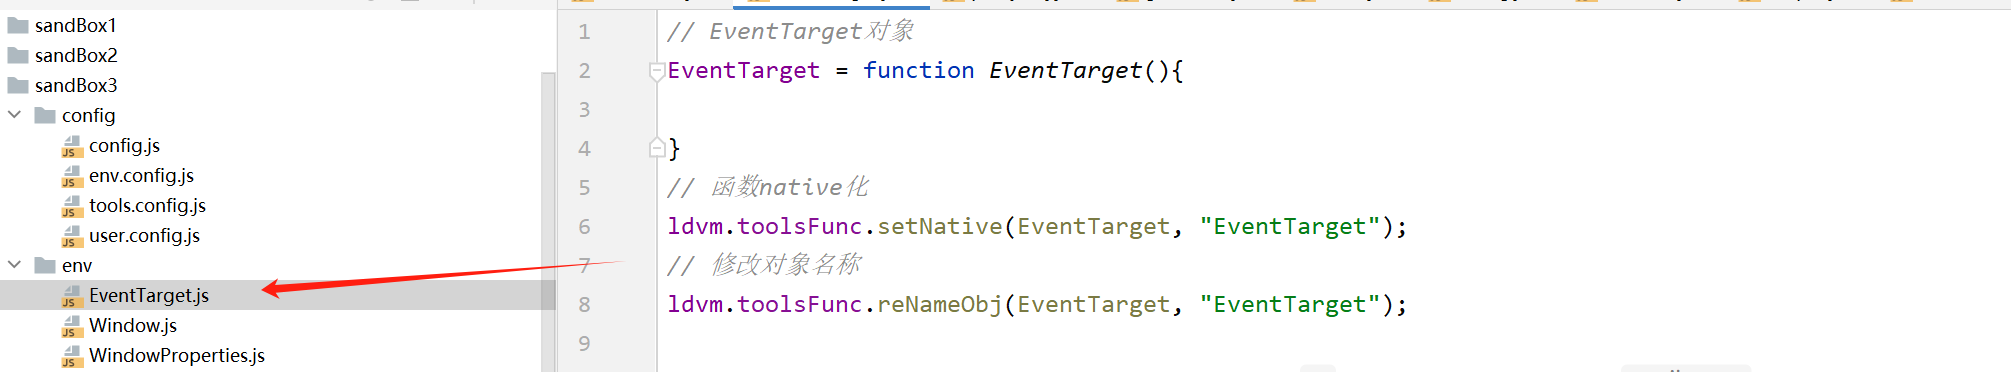 sandBox1
sandBox2
sandBox3
config
config.js
env.config.js
tools.config.js
user.config.js
env
EventTarget.js
Window.js
WindowProperties.js
1 // EventTarget对象
2 EventTarget = function EventTarget(){
3
4 }
5 // 函数native化
6 ldvm.toolsFunc.setNative(EventTarget, "EventTarget");
7 // 修改对象名称
8 ldvm.toolsFunc.reNameObj(EventTarget, "EventTarget");
9